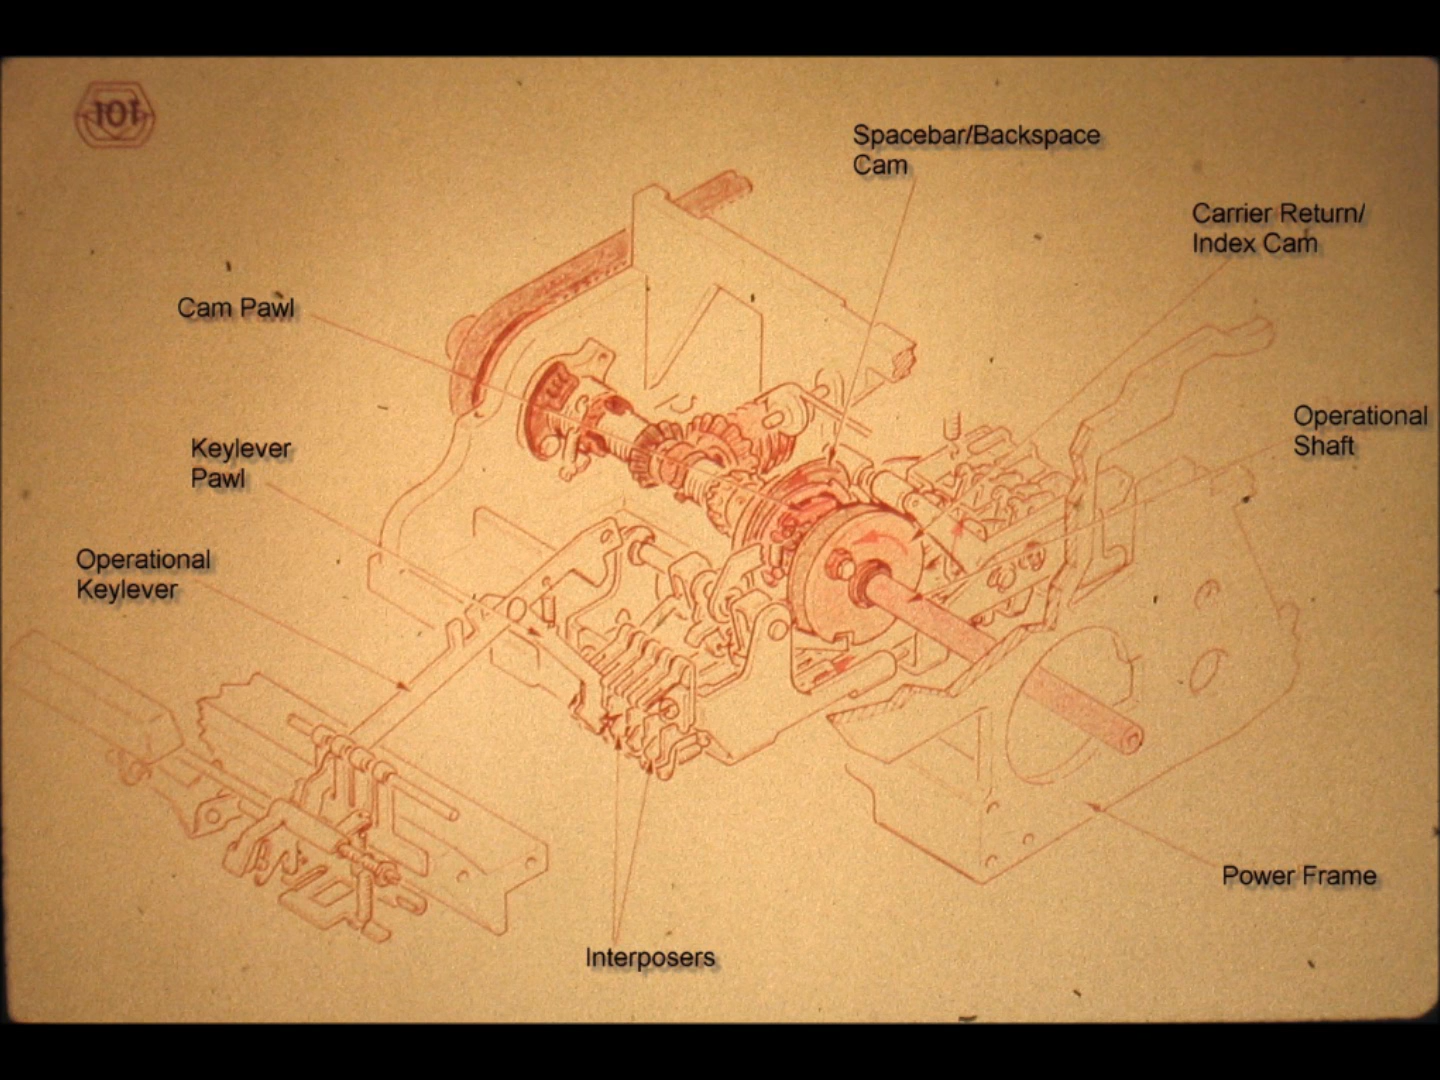 101
Spacebar/Backspace
Cam
Carrier Return/
Index Cam
Cam Pawl
Operational
Shaft
Keylever
Pawl
Operational
Keylever
Power Frame
Interposers